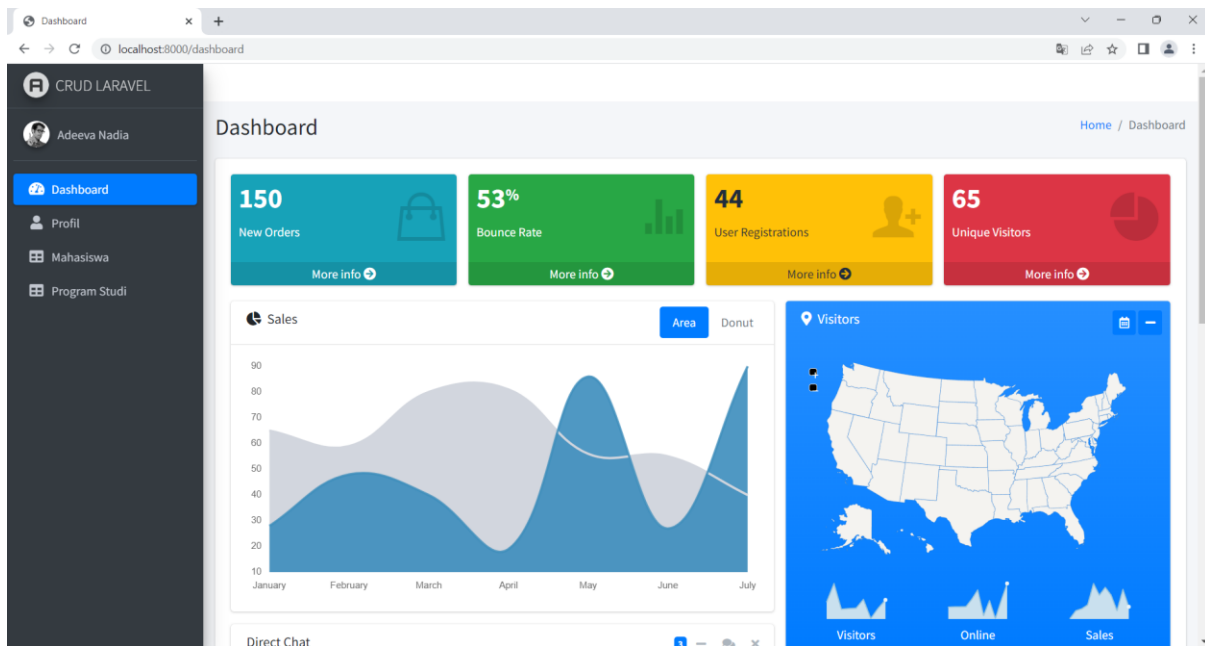 Dashboard
localhost:8000/dashboard
CRUD LARAVEL
Adeeva Nadia
Dashboard
Profil
Mahasiswa
Program Studi
Dashboard
Home / Dashboard
150
New Orders
More info
53%
Bounce Rate
More info
44
User Registrations
More info
65
Unique Visitors
More info
Sales
Area
Donut
90
80
70
60
50
40
30
20
10
January February March April May June July
Visitors
Visitors
Online
Sales
Direct Chat
3